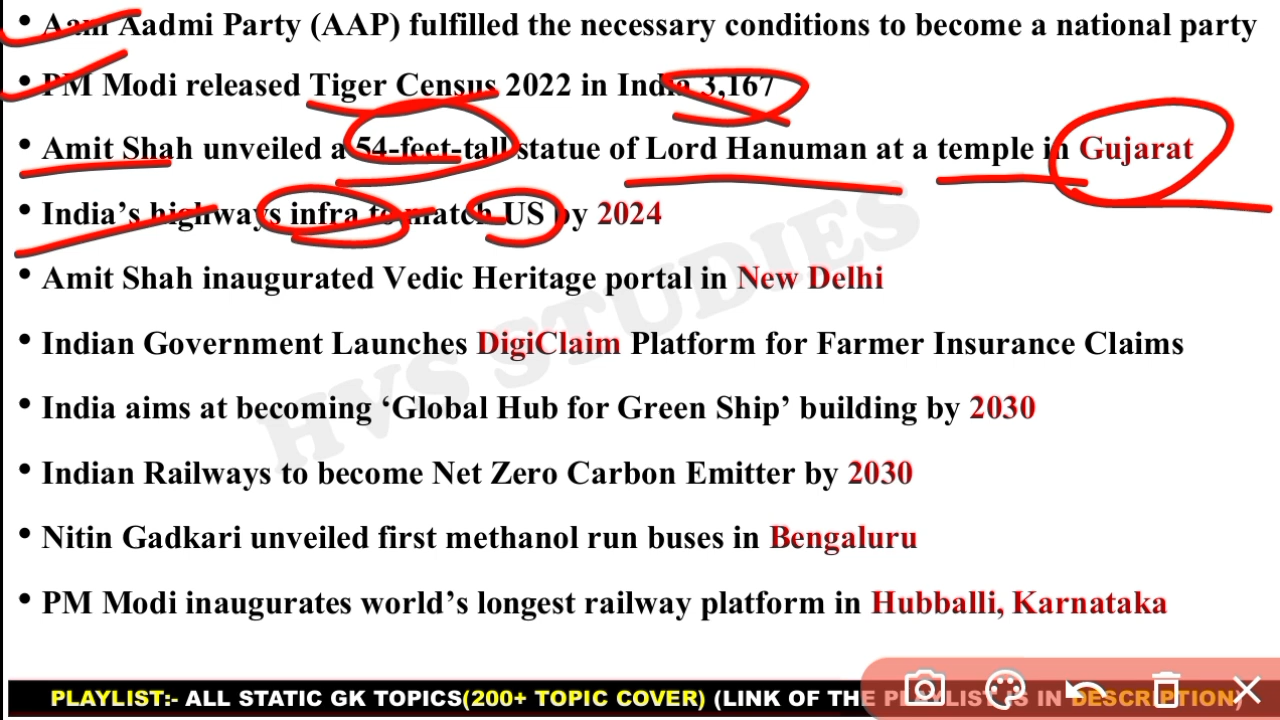 • Aam Aadmi Party (AAP) fulfilled the necessary conditions to become a national party
• PM Modi released Tiger Census 2022 in India 3,167
• Amit Shah unveiled a 54-feet-tall statue of Lord Hanuman at a temple in Gujarat
• India's highways infra to match US by 2024
• Amit Shah inaugurated Vedic Heritage portal in New Delhi
• Indian Government Launches DigiClaim Platform for Farmer Insurance Claims
• India aims at becoming ‘Global Hub for Green Ship’ building by 2030
• Indian Railways to become Net Zero Carbon Emitter by 2030
• Nitin Gadkari unveiled first methanol run buses in Bengaluru
• PM Modi inaugurates world’s longest railway platform in Hubballi, Karnataka
HVS STUDIES
PLAYLIST:- ALL STATIC GK TOPICS(200+ TOPIC COVER) (LINK OF THE PLAYLIST IS IN DESCRIPTION)